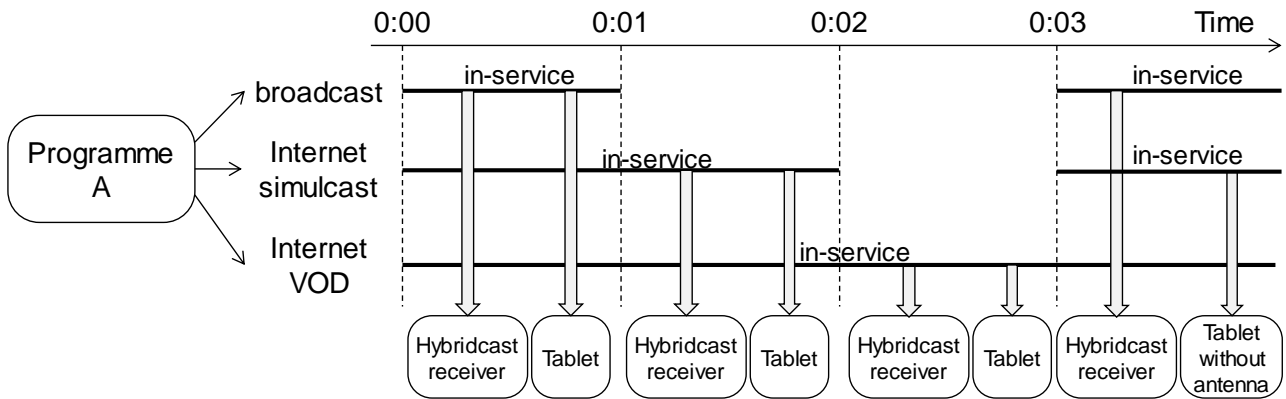 0:00 0:01 0:02 0:03 Time
in-service in-service
broadcast
Programme
A
Internet
simulcast
in-service in-service
Internet
VOD
in-service
Hybridcast
receiver
Tablet
Hybridcast
receiver
Tablet
Hybridcast
receiver
Tablet
Hybridcast
receiver
Tablet
without
antenna